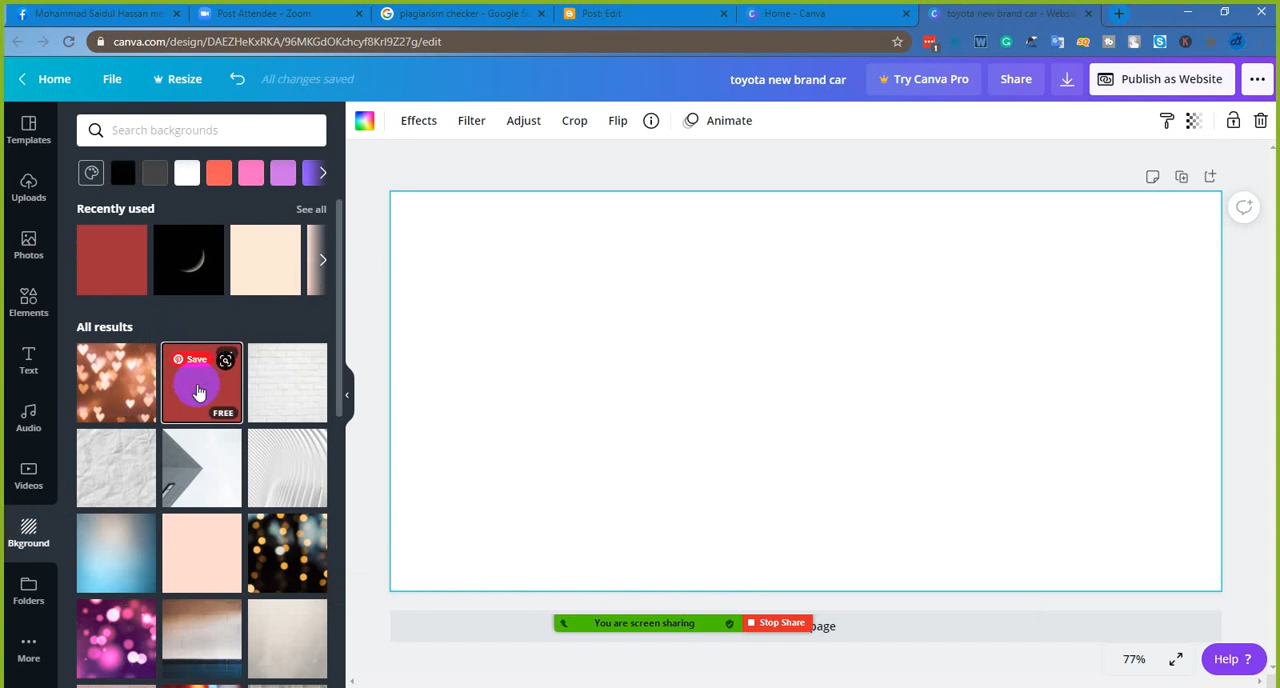 Mohammad Saidul Hassan me
Post Attendee - Zoom
plagiarism checker - Google S
Post: Edit
Home - Canva
toyota new brand car - Websi
canva.com/design/DAEZHeKxRKA/96MKGdOKchcyf8KrI9Z27g/edit
Home
File
Resize
All changes saved
toyota new brand car
Try Canva Pro
Share
Publish as Website
Templates
Uploads
Photos
Elements
Text
Audio
Videos
Bkground
Folders
More
Search backgrounds
Recently used
See all
All results
Save
FREE
Effects
Filter
Adjust
Crop
Flip
Animate
You are screen sharing
Stop Share
page
77%
Help ?